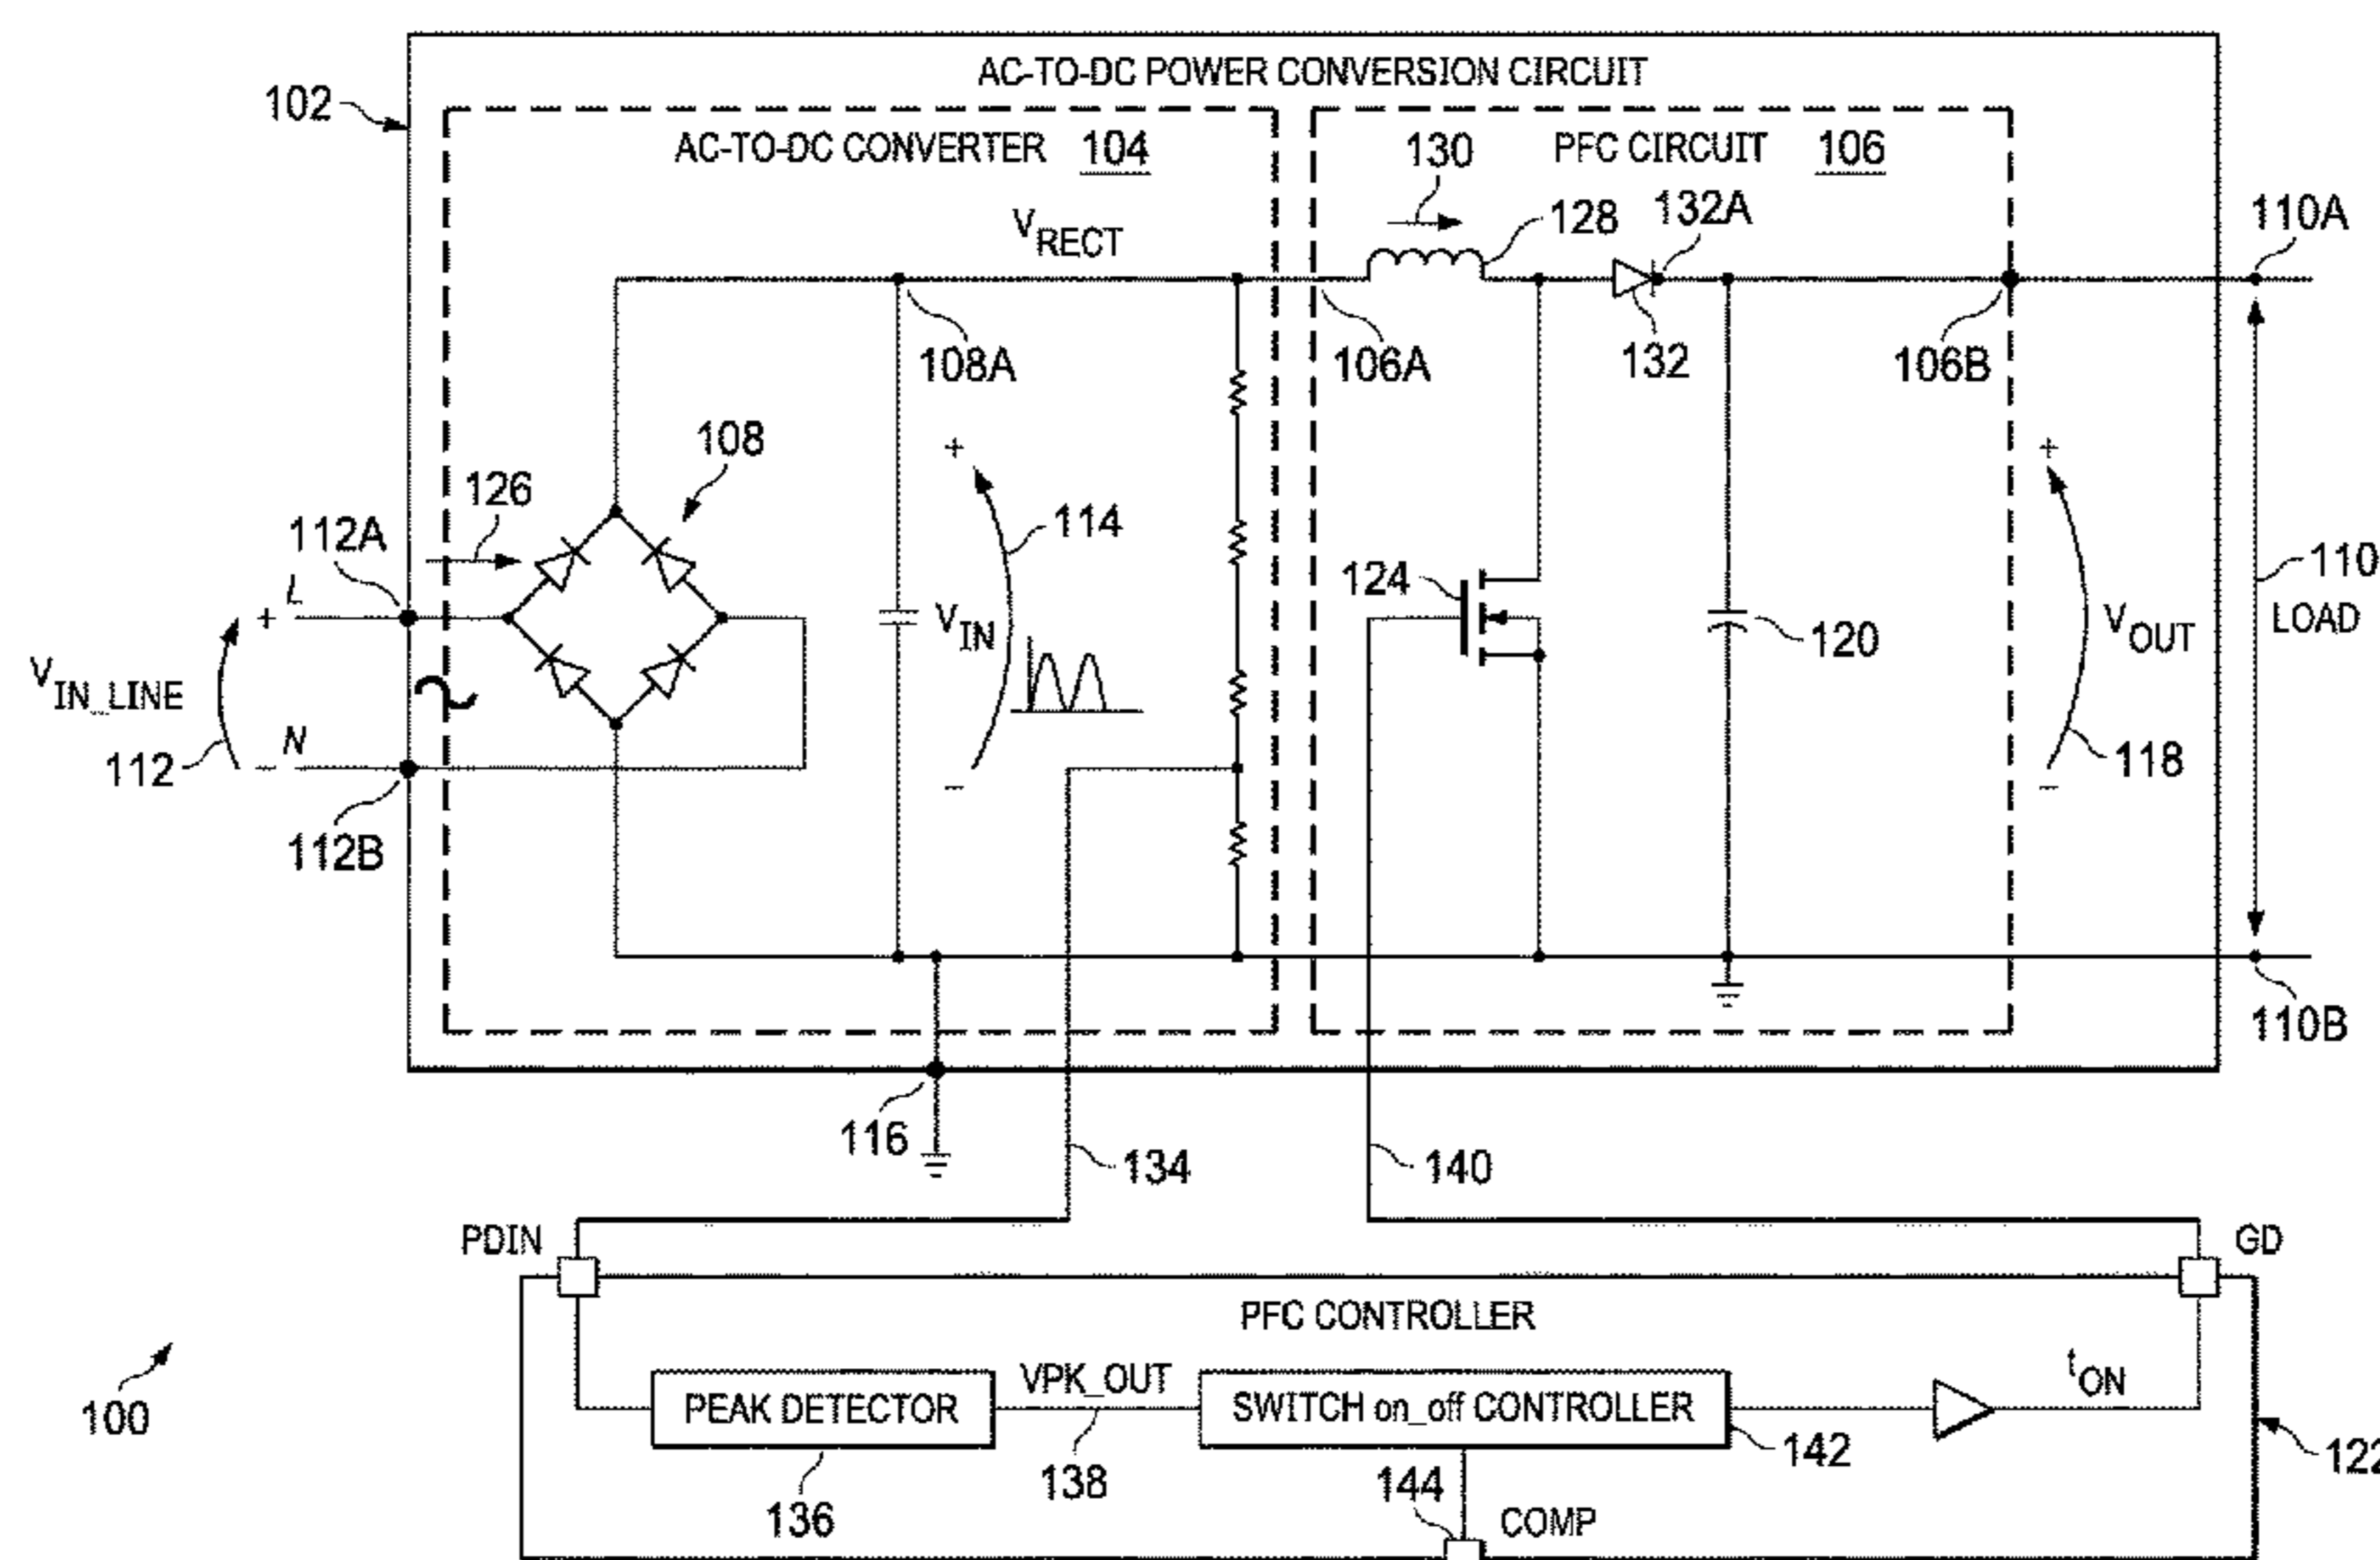 AC-TO-DC POWER CONVERSION CIRCUIT
102
AC-TO-DC CONVERTER 104
130
PFC CIRCUIT 106
VRECT
128
132A
110A
108A
106A
132
106B
108
126
112A
L
+
+
114
VIN
−
124
120
+
VOUT
118
−
110
LOAD
VIN_LINE
112
− N
112B
116
134
140
110B
PDIN
GD
PFC CONTROLLER
100
PEAK DETECTOR
VPK_OUT
SWITCH on_off CONTROLLER
tON
136
138
144
142
122
COMP